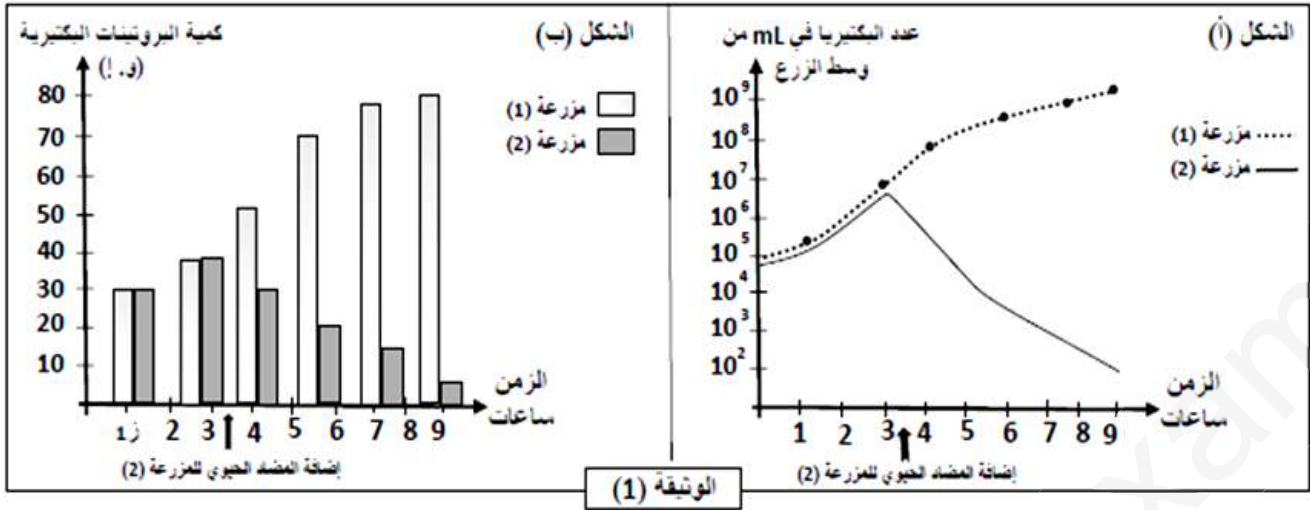 الشكل (أ)
عدد البكتيريا في mL من
وسط الزرع
10⁹
10⁸
10⁷
10⁶
10⁵
10⁴
10³
10²
مزرعة (1)
مزرعة (2)
1 2 3 4 5 6 7 8 9
الزمن
ساعات
إضافة المضاد الحيوي للمزرعة (2)
الشكل (ب)
كمية البروتينات البكتيرية
(و. إ)
80
70
60
50
40
30
20
10
مزرعة (1)
مزرعة (2)
ز1 2 3 4 5 6 7 8 9
الزمن
ساعات
إضافة المضاد الحيوي للمزرعة (2)
الوثيقة (1)
xam